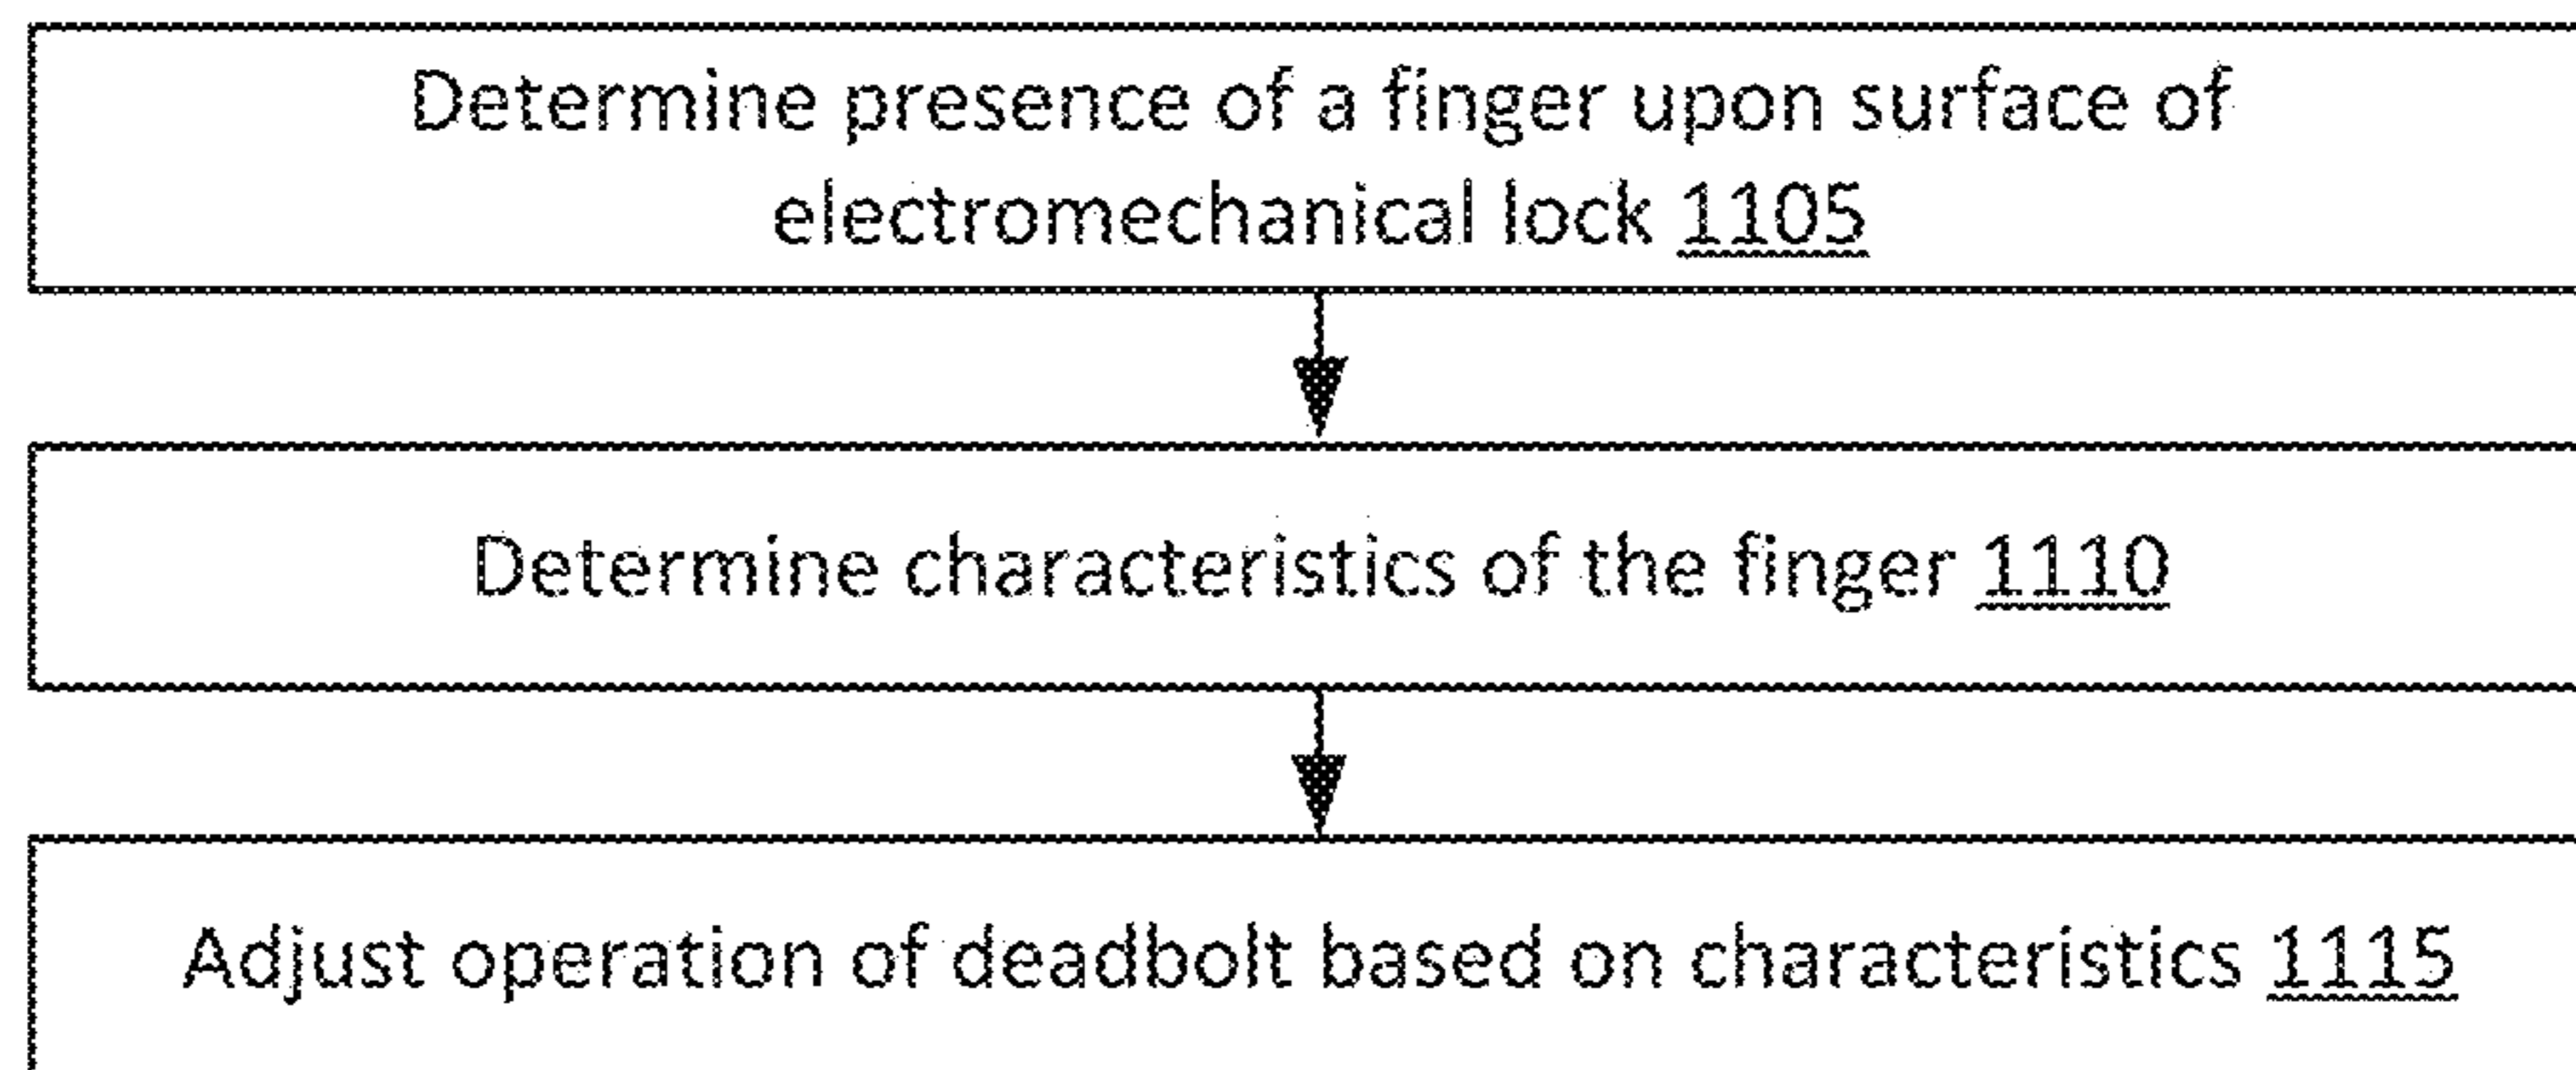 Determine presence of a finger upon surface of
electromechanical lock 1105
Determine characteristics of the finger 1110
Adjust operation of deadbolt based on characteristics 1115